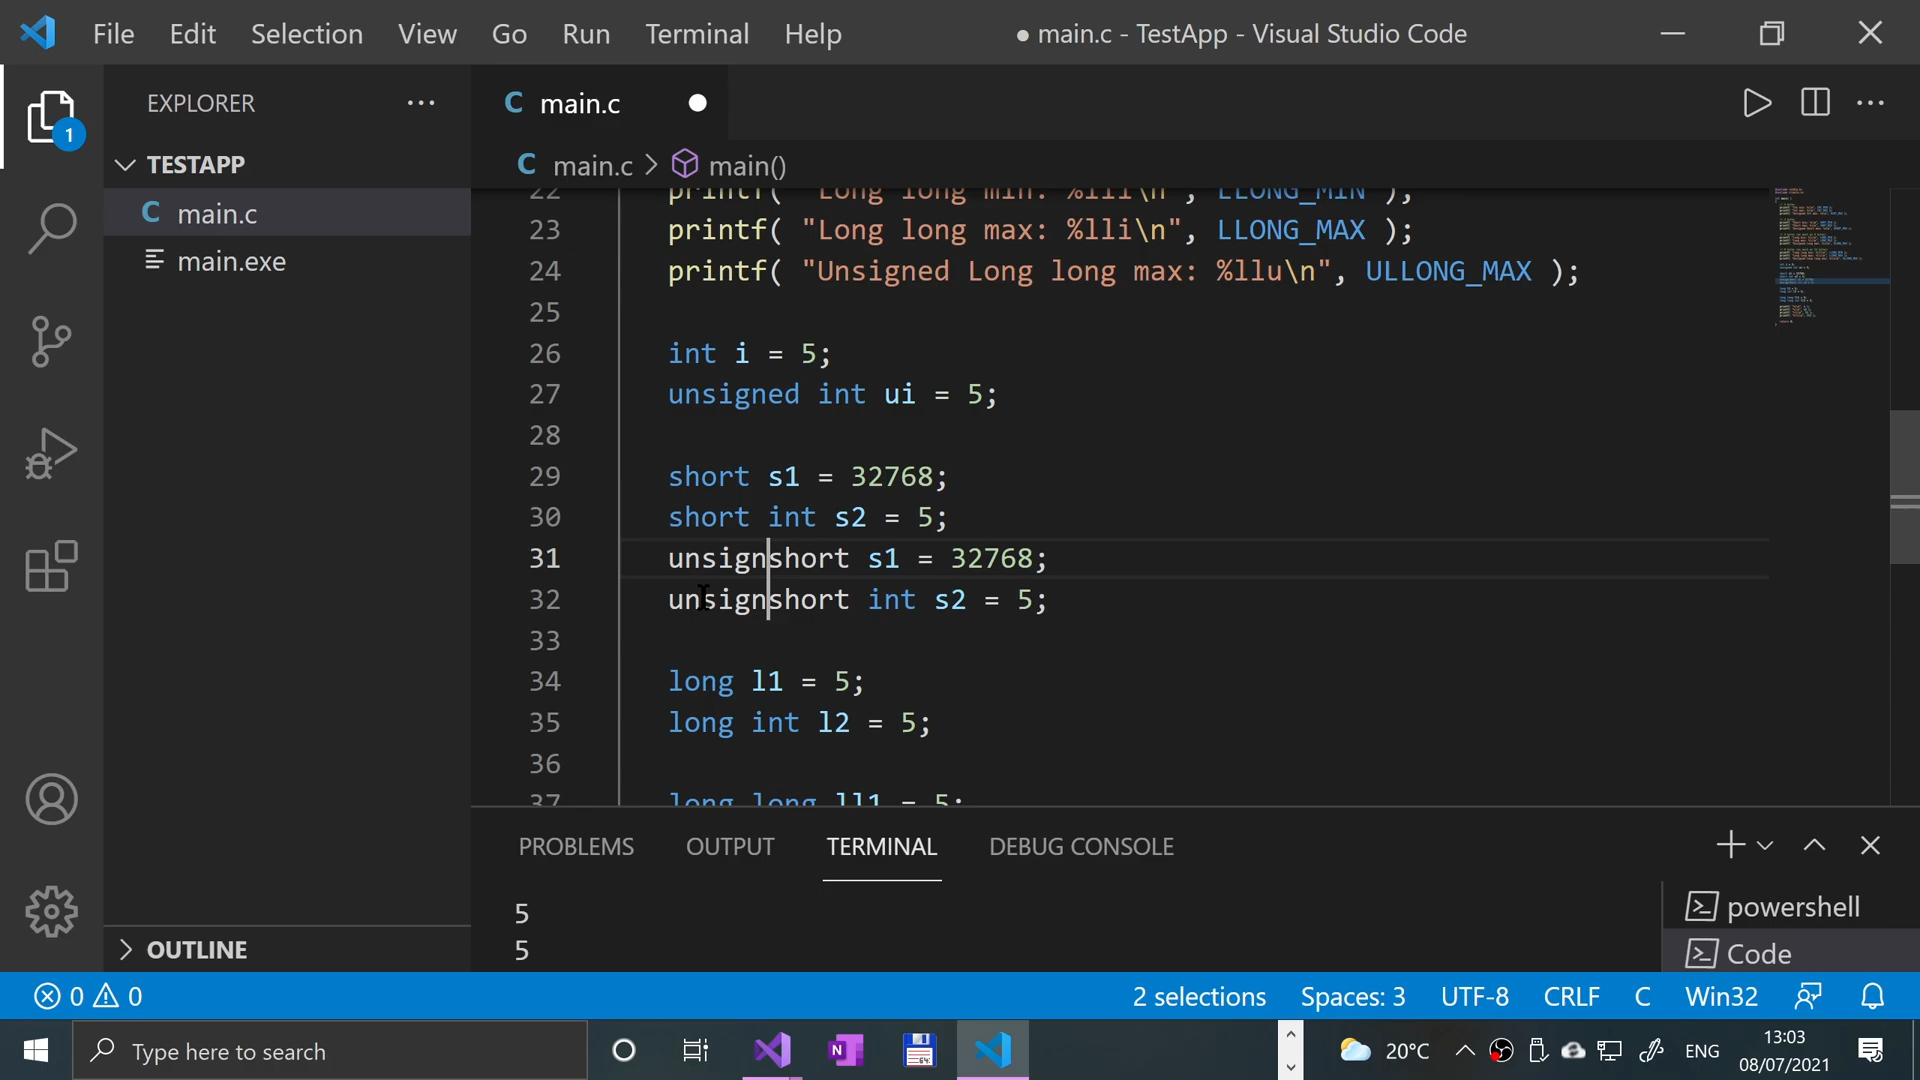 File Edit Selection View Go Run Terminal Help
● main.c - TestApp - Visual Studio Code
EXPLORER
C main.c
1
TESTAPP
C main.c > main()
C main.c
main.exe
22 printf( "Long long min: %lli\n", LLONG_MIN );
23 printf( "Long long max: %lli\n", LLONG_MAX );
24 printf( "Unsigned Long long max: %llu\n", ULLONG_MAX );
25
26 int i = 5;
27 unsigned int ui = 5;
28
29 short s1 = 32768;
30 short int s2 = 5;
31 unsignshort s1 = 32768;
32 unsignshort int s2 = 5;
33
34 long l1 = 5;
35 long int l2 = 5;
36
37 long long ll1 = 5;
PROBLEMS OUTPUT TERMINAL DEBUG CONSOLE
5
5
powershell
Code
OUTLINE
0 0 2 selections Spaces: 3 UTF-8 CRLF C Win32
Type here to search
N
64
20°C
ENG
13:03
08/07/2021